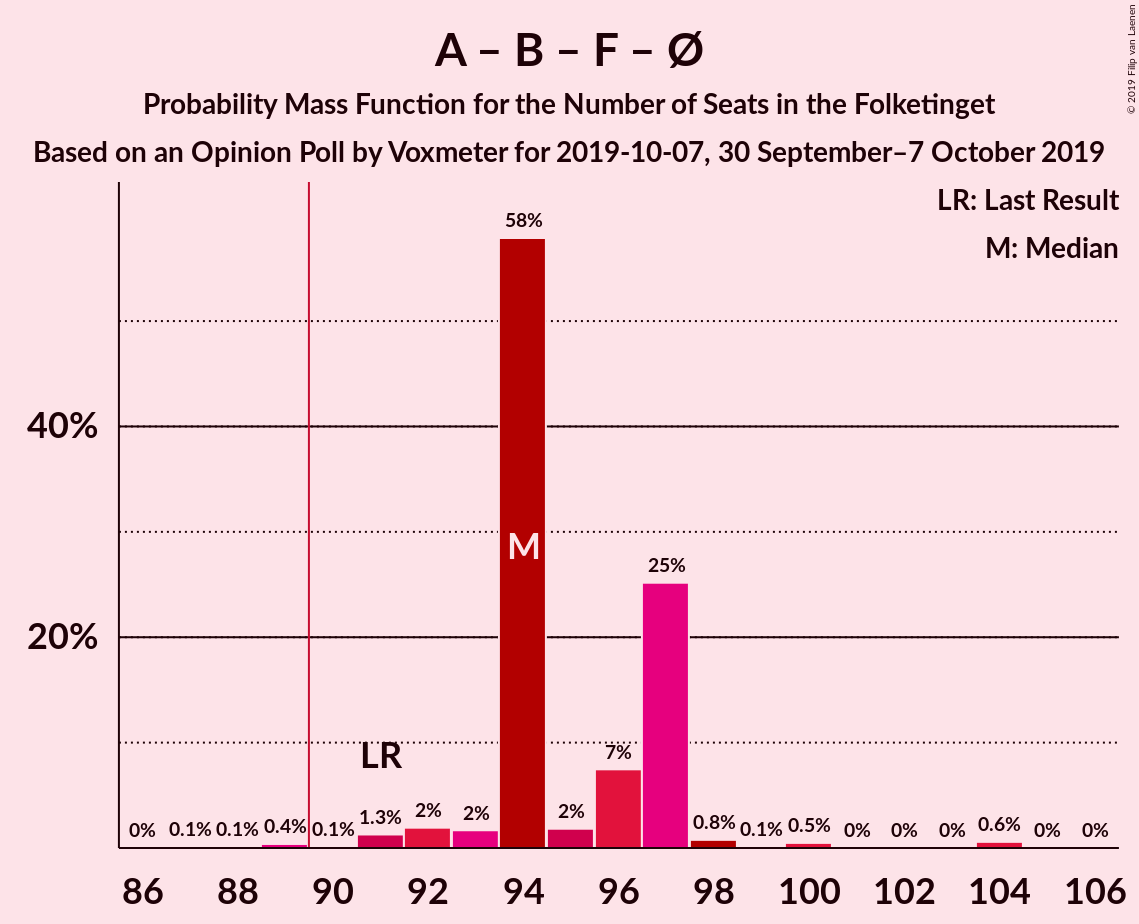 A – B – F – Ø
Probability Mass Function for the Number of Seats in the Folketinget
Based on an Opinion Poll by Voxmeter for 2019-10-07, 30 September–7 October 2019
© 2019 Filip van Laenen
LR: Last Result
M: Median
58%
40%
M
25%
20%
LR
7%
0% 0.1% 0.1% 0.4% 0.1% 1.3% 2% 2% 2% 0.8% 0.1% 0.5% 0% 0% 0% 0.6% 0% 0%
86 88 90 92 94 96 98 100 102 104 106